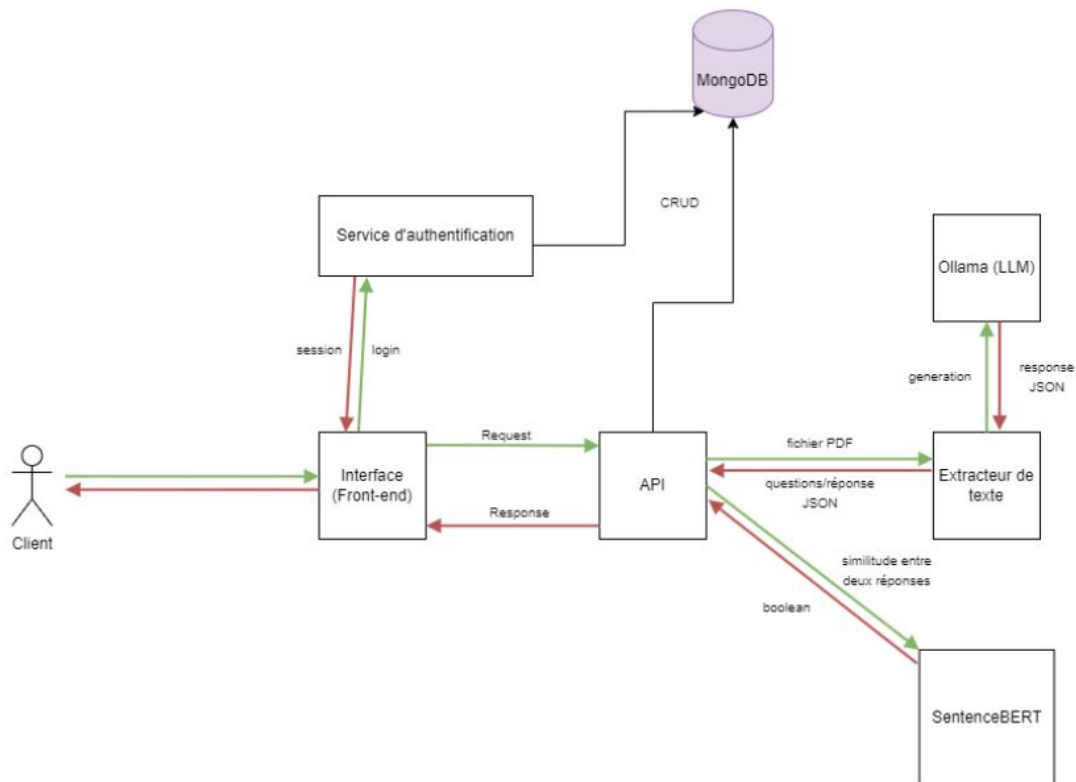 MongoDB
CRUD
Service d'authentification
Ollama (LLM)
session
login
generation
response
JSON
Request
Interface
(Front-end)
API
fichier PDF
questions/réponse
JSON
Extracteur de
texte
Response
Client
similitude entre
deux réponses
boolean
SentenceBERT